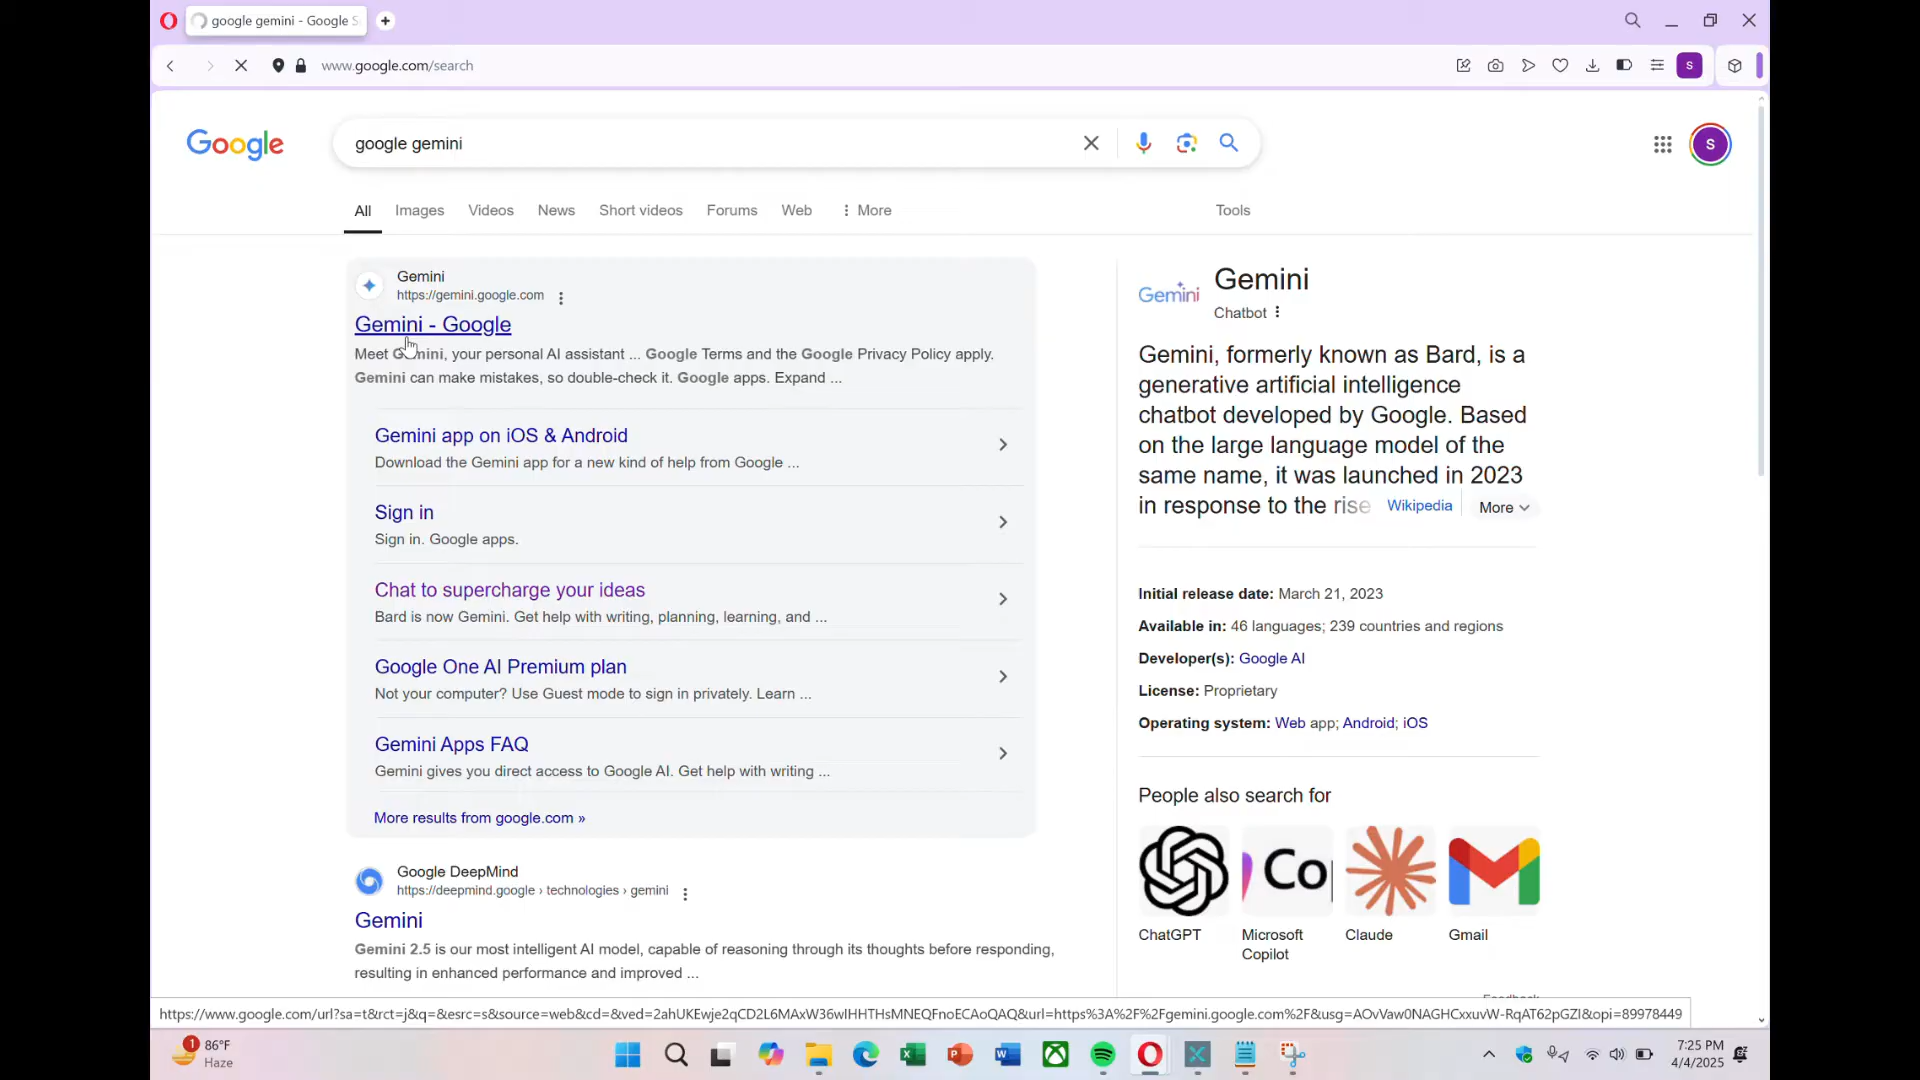 google gemini - Google S
www.google.com/search
S
Google
google gemini
S
All
Images
Videos
News
Short videos
Forums
Web
More
Tools
Gemini
https://gemini.google.com
Gemini - Google
Meet Gemini, your personal AI assistant ... Google Terms and the Google Privacy Policy apply.
Gemini can make mistakes, so double-check it. Google apps. Expand ...
Gemini app on iOS & Android
Download the Gemini app for a new kind of help from Google ...
Sign in
Sign in. Google apps.
Chat to supercharge your ideas
Bard is now Gemini. Get help with writing, planning, learning, and ...
Google One AI Premium plan
Not your computer? Use Guest mode to sign in privately. Learn ...
Gemini Apps FAQ
Gemini gives you direct access to Google AI. Get help with writing ...
More results from google.com »
Google DeepMind
https://deepmind.google › technologies › gemini
Gemini
Gemini 2.5 is our most intelligent AI model, capable of reasoning through its thoughts before responding,
resulting in enhanced performance and improved ...
Gemini
Gemini
Chatbot
Gemini, formerly known as Bard, is a
generative artificial intelligence
chatbot developed by Google. Based
on the large language model of the
same name, it was launched in 2023
in response to the rise Wikipedia More
Initial release date: March 21, 2023
Available in: 46 languages; 239 countries and regions
Developer(s): Google AI
License: Proprietary
Operating system: Web app; Android; iOS
People also search for
Co
ChatGPT
Microsoft
Copilot
Claude
Gmail
https://www.google.com/url?sa=t&rct=j&q=&esrc=s&source=web&cd=&ved=2ahUKEwje2qCD2L6MAxW36wIHHTHsMNEQFnoECAoQAQ&url=https%3A%2F%2Fgemini.google.com%2F&usg=AOvVaw0NAGHCxxuvW-RqAT62pGZI&opi=89978449
1
86°F
Haze
7:25 PM
4/4/2025